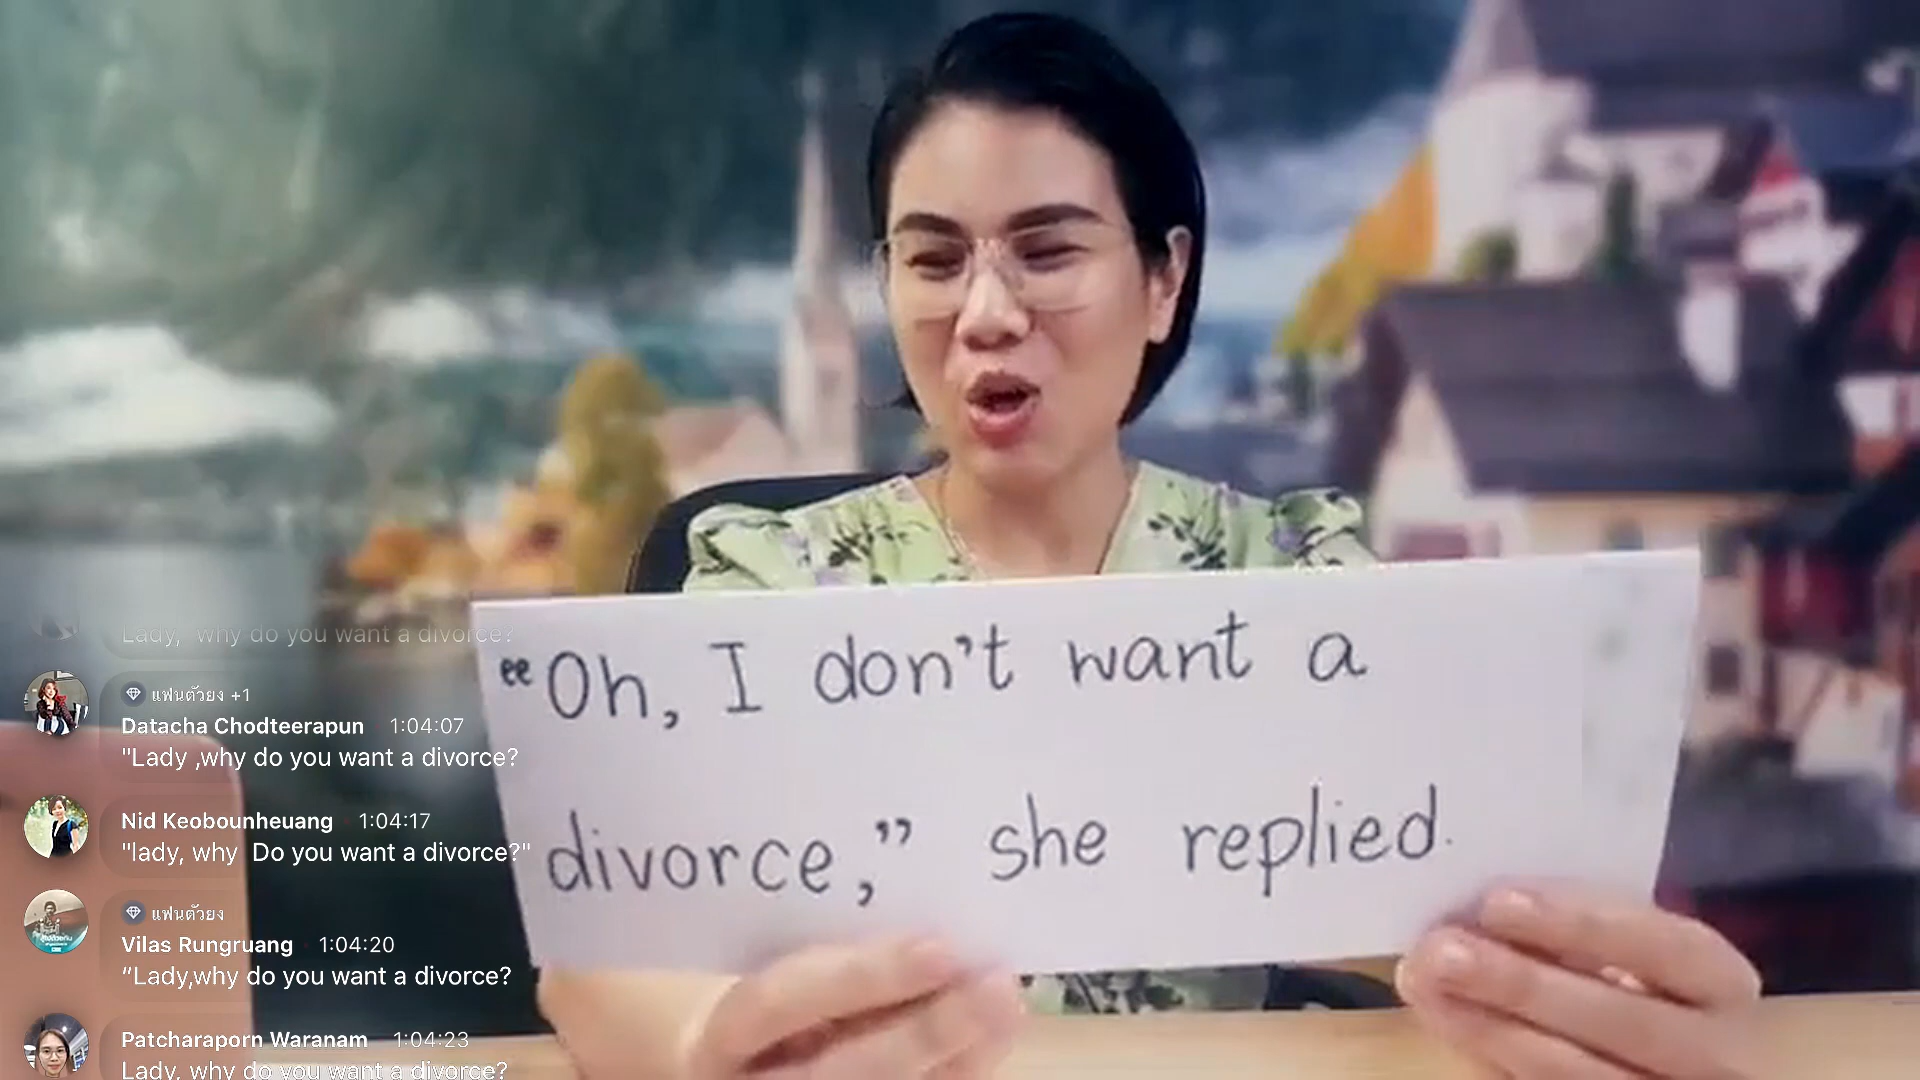 Lady, why do you want a divorce?
แฟนตัวยง +1
Datacha Chodteerapun 1:04:07
"Lady ,why do you want a divorce?
Nid Keobounheuang 1:04:17
"lady, why Do you want a divorce?"
แฟนตัวยง
Vilas Rungruang 1:04:20
“Lady,why do you want a divorce?
Patcharaporn Waranam 1:04:23
Lady, why do you want a divorce?
“Oh, I don't want a
divorce,” she replied.